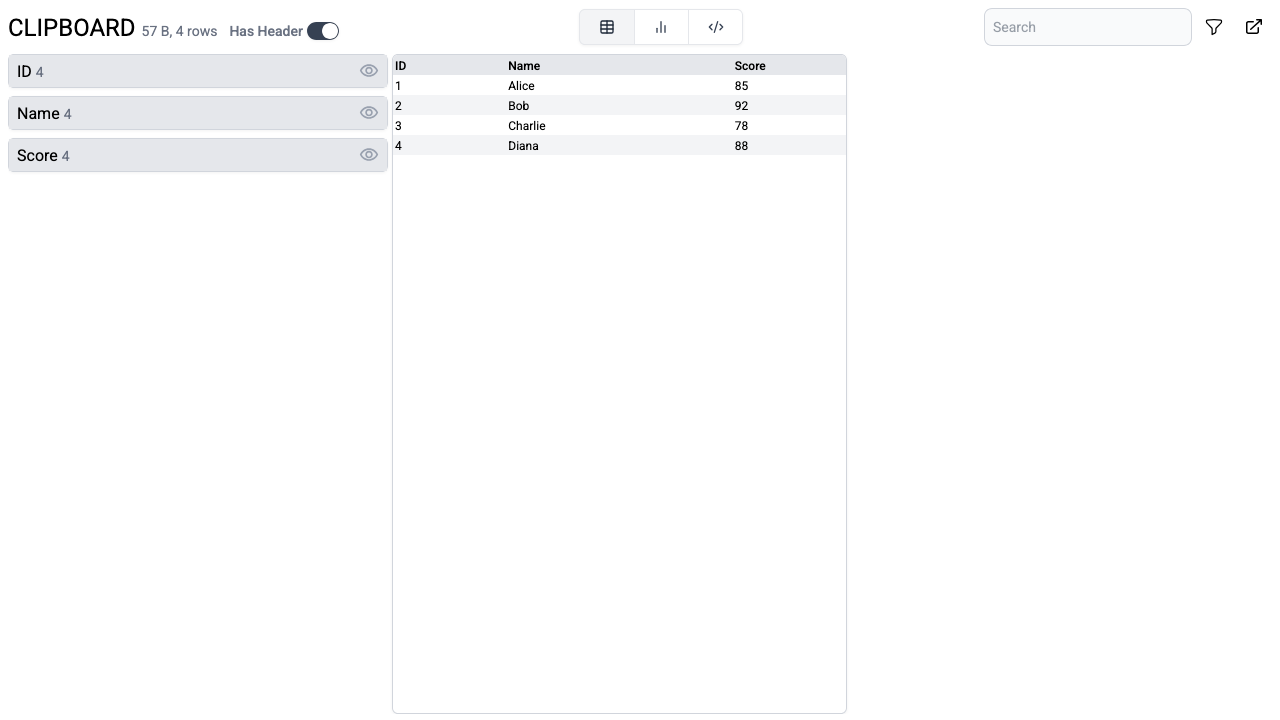 CLIPBOARD 57 B, 4 rows Has Header </> Search
ID 4
Name 4
Score 4
ID Name Score
1 Alice 85
2 Bob 92
3 Charlie 78
4 Diana 88